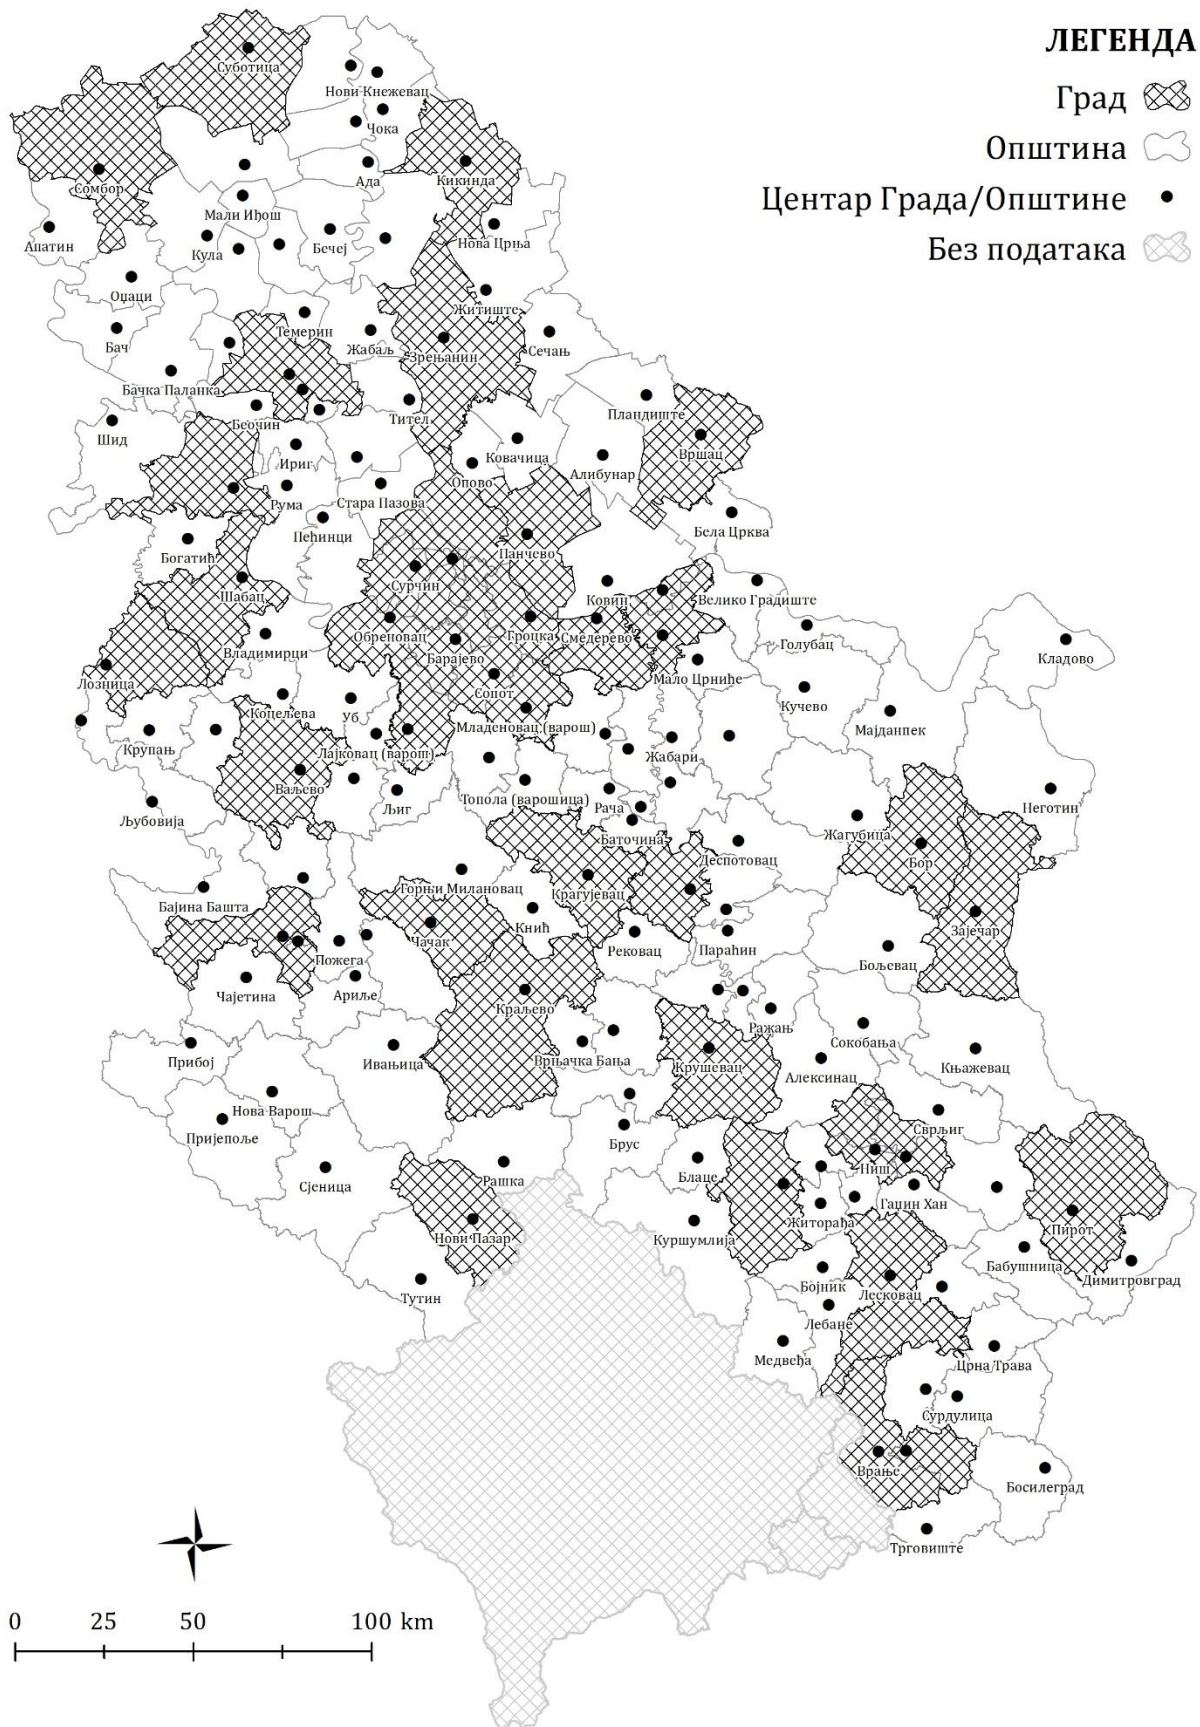 ЛЕГЕНДА
Град
Општина
Центар Града/Општине
Без података
Суботица
Нови Кнежевац
Чока
Ада
Кикинда
Сомбор
Мали Иђош
Апатин
Кула
Бечеј
Нова Црња
Оџаци
Житиште
Темерин
Бач
Жабаљ
Зрењанин
Сечањ
Бачка Паланка
Пландиште
Беочин
Тител
Шид
Вршац
Ириг
Ковачица
Алибунар
Опово
Рума
Стара Пазова
Бела Црква
Пећинци
Панчево
Богатић
Сурчин
Шабац
Ковин
Велико Градиште
Обреновац
Гроцка
Смедерево
Голубац
Владимирци
Барајево
Кладово
Лозница
Сопот
Мало Црниће
Кучево
Коцељева
Уб
Младеновац (варош)
Мајданпек
Крупањ
Лајковац (варош)
Жабари
Ваљево
Љиг
Топола (варошица)
Рача
Неготин
Љубовија
Баточина
Жагубица
Деспотовац
Бор
Горњи Милановац
Крагујевац
Бајина Башта
Кнић
Чачак
Рековац
Параћин
Зајечар
Пожега
Бољевац
Чајетина
Ариље
Краљево
Ражањ
Сокобања
Прибој
Ивањица
Врњачка Бања
Крушевац
Алексинац
Књажевац
Нова Варош
Пријепоље
Брус
Сврљиг
Ниш
Сјеница
Рашка
Блаце
Гаџин Хан
Нови Пазар
Куршумлија
Житорађа
Пирот
Бабушница
Димитровград
Тутин
Бојник
Лесковац
Лебане
Медвеђа
Црна Трава
Сурдулица
Врање
Босилеград
Трговиште
0 25 50 100 km